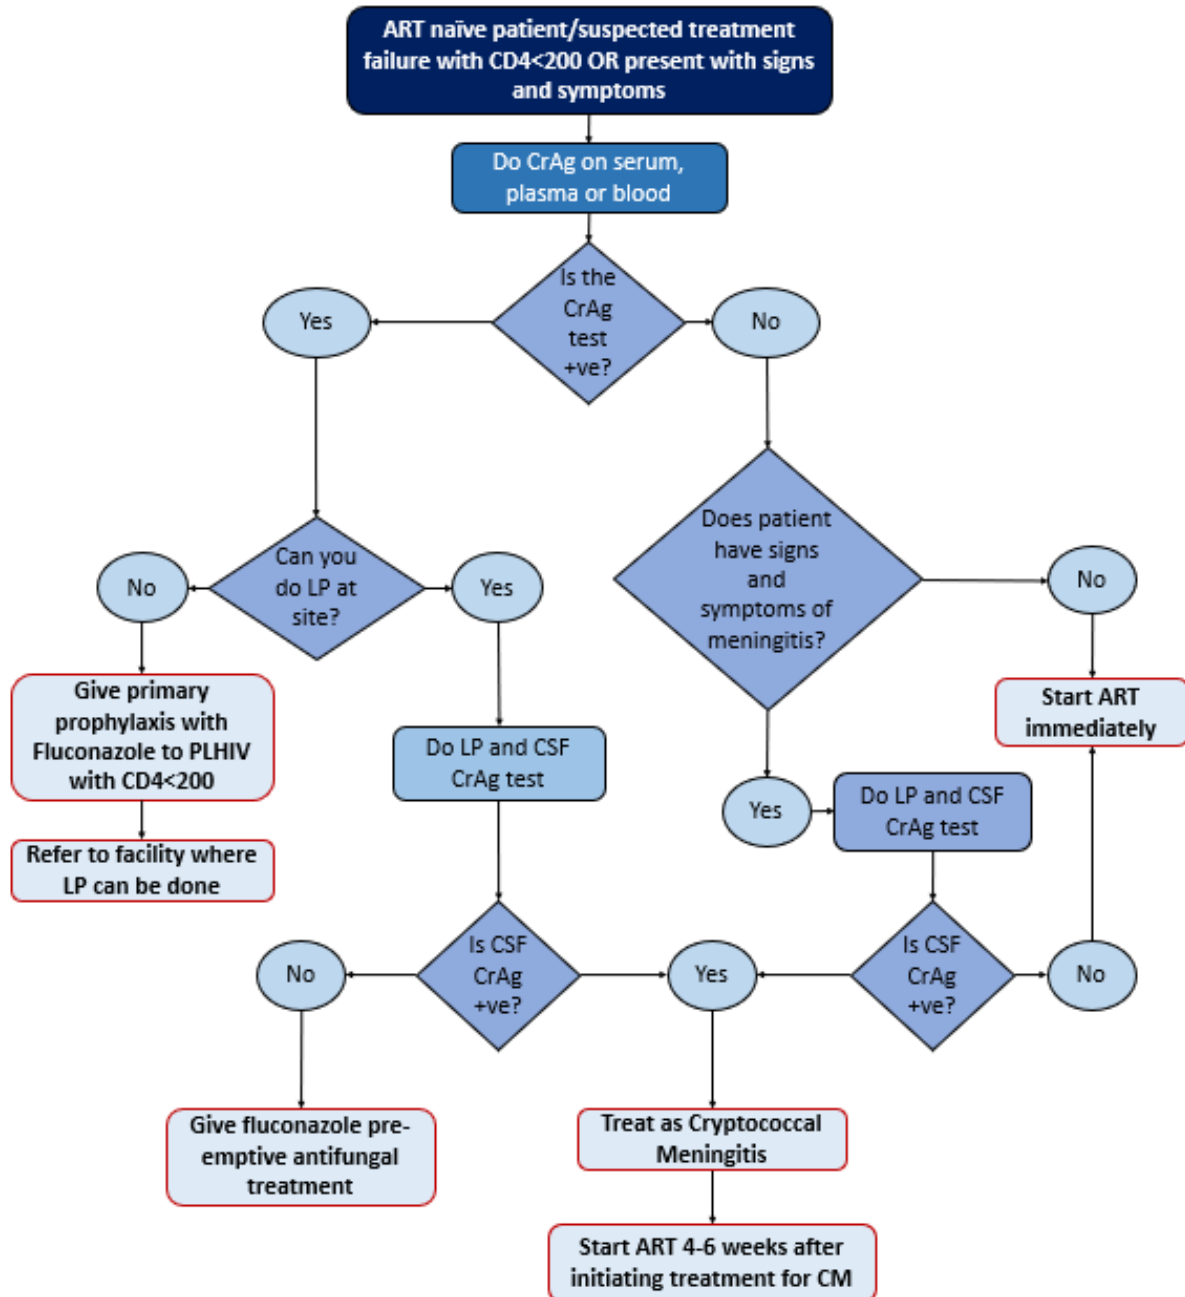 ART naïve patient/suspected treatment
failure with CD4<200 OR present with signs
and symptoms
Do CrAg on serum,
plasma or blood
Is the
CrAg
test
+ve?
Yes
No
Can you
do LP at
site?
No
Yes
Does patient
have signs
and
symptoms of
meningitis?
No
Give primary
prophylaxis with
Fluconazole to PLHIV
with CD4<200
Refer to facility where
LP can be done
Do LP and CSF
CrAg test
Start ART
immediately
Yes
Do LP and CSF
CrAg test
Is CSF
CrAg
+ve?
No
Yes
Is CSF
CrAg
+ve?
No
Give fluconazole pre-
emptive antifungal
treatment
Treat as Cryptococcal
Meningitis
Start ART 4-6 weeks after
initiating treatment for CM